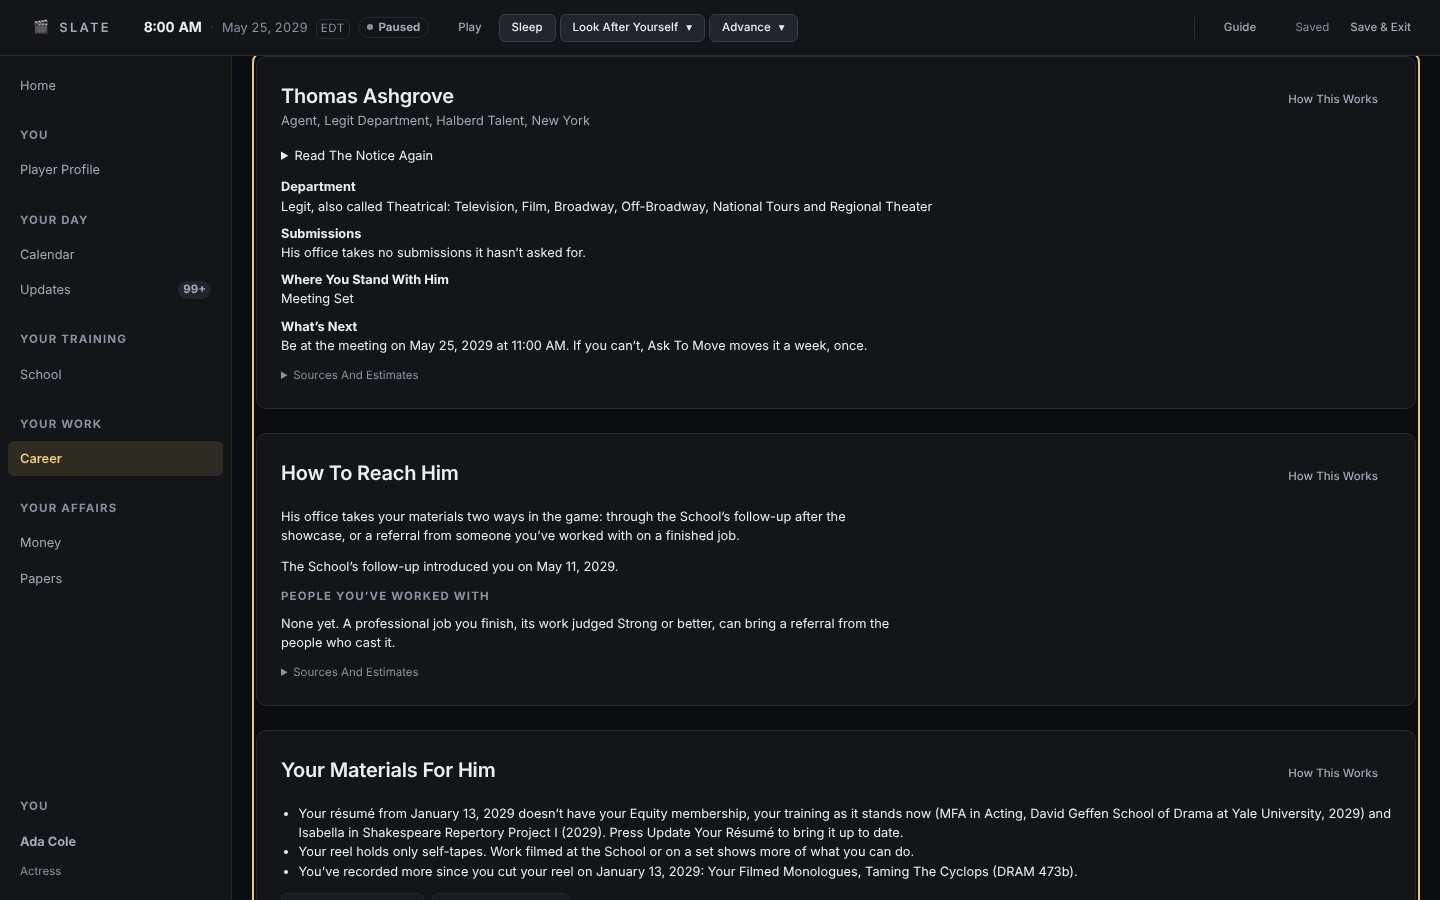 SLATE
8:00 AM · May 25, 2029 EDT Paused
Play
Sleep
Look After Yourself ▾
Advance ▾
Guide
Saved
Save & Exit
Home
YOU
Player Profile
YOUR DAY
Calendar
Updates 99+
YOUR TRAINING
School
YOUR WORK
Career
YOUR AFFAIRS
Money
Papers
YOU
Ada Cole
Actress
Thomas Ashgrove
How This Works
Agent, Legit Department, Halberd Talent, New York
Read The Notice Again
Department
Legit, also called Theatrical: Television, Film, Broadway, Off-Broadway, National Tours and Regional Theater
Submissions
His office takes no submissions it hasn’t asked for.
Where You Stand With Him
Meeting Set
What’s Next
Be at the meeting on May 25, 2029 at 11:00 AM. If you can’t, Ask To Move moves it a week, once.
Sources And Estimates
How To Reach Him
How This Works
His office takes your materials two ways in the game: through the School’s follow-up after the
showcase, or a referral from someone you’ve worked with on a finished job.
The School’s follow-up introduced you on May 11, 2029.
PEOPLE YOU’VE WORKED WITH
None yet. A professional job you finish, its work judged Strong or better, can bring a referral from the
people who cast it.
Sources And Estimates
Your Materials For Him
How This Works
• Your résumé from January 13, 2029 doesn’t have your Equity membership, your training as it stands now (MFA in Acting, David Geffen School of Drama at Yale University, 2029) and
Isabella in Shakespeare Repertory Project I (2029). Press Update Your Résumé to bring it up to date.
• Your reel holds only self-tapes. Work filmed at the School or on a set shows more of what you can do.
• You’ve recorded more since you cut your reel on January 13, 2029: Your Filmed Monologues, Taming The Cyclops (DRAM 473b).